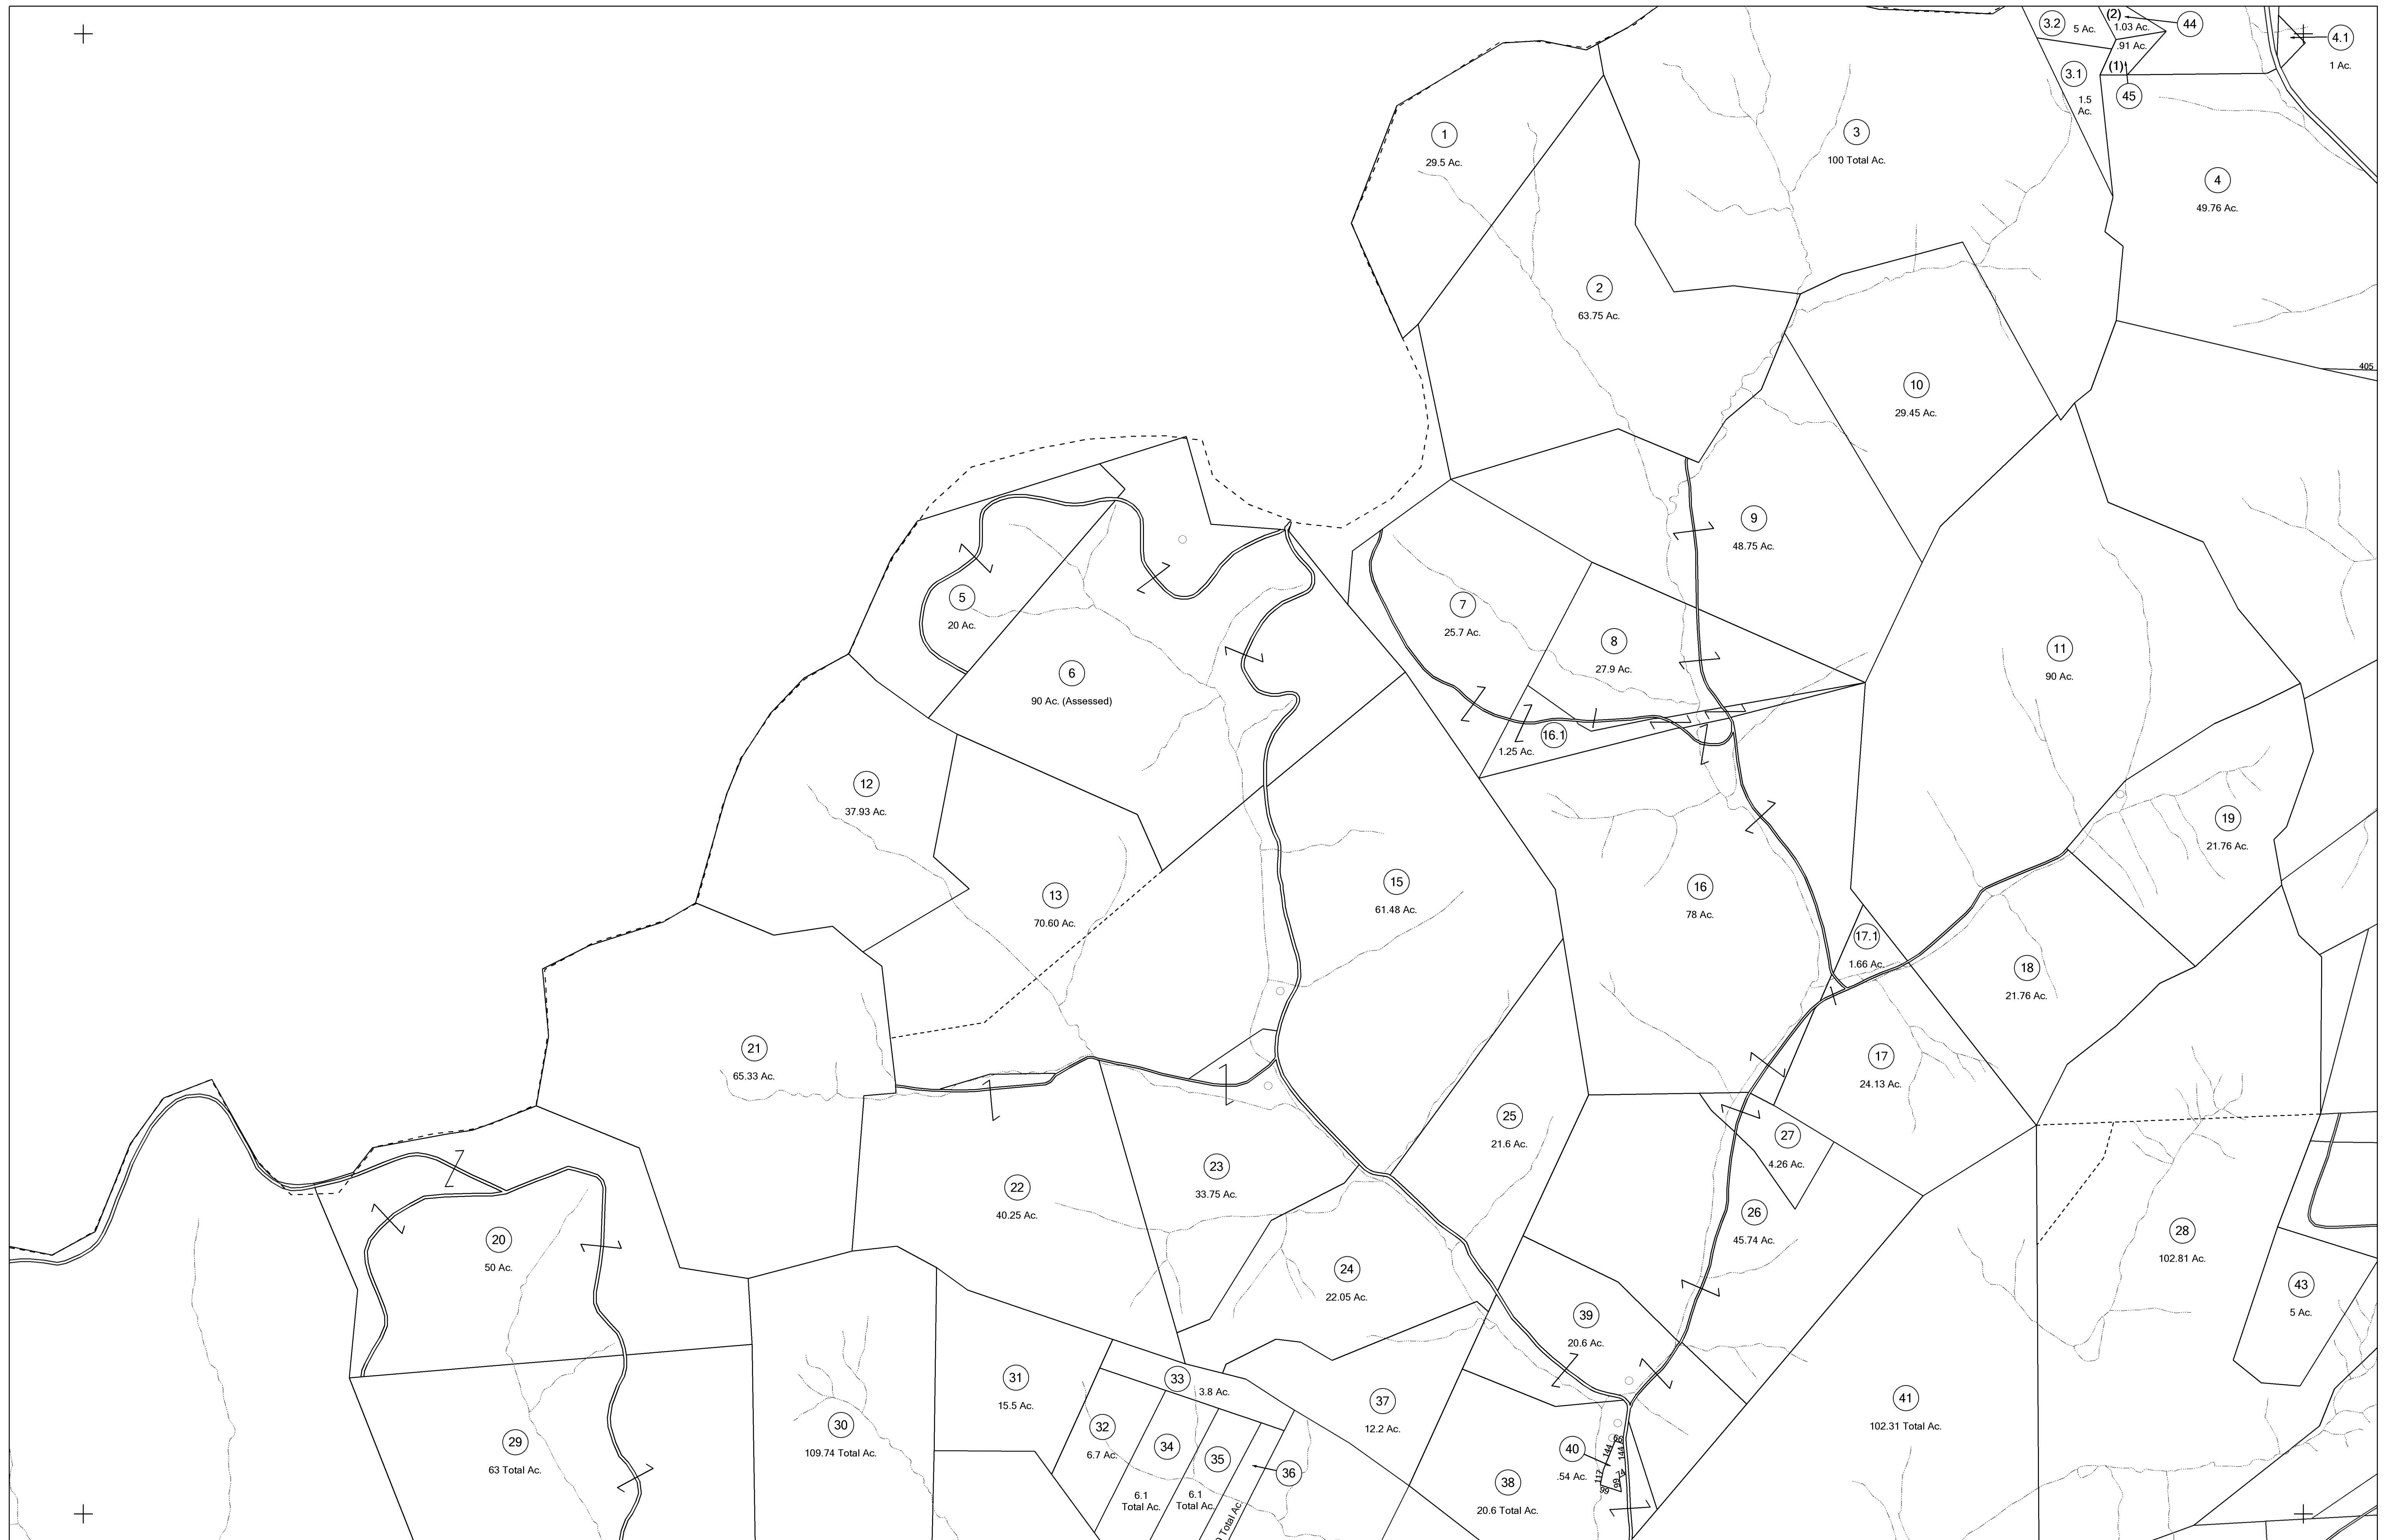 3.2
5 Ac.
(2)
1.03 Ac.
44
4.1
1 Ac.
.91 Ac.
(1)
45
3.1
1.5
Ac.
1
29.5 Ac.
3
100 Total Ac.
4
49.76 Ac.
2
63.75 Ac.
405
10
29.45 Ac.
9
48.75 Ac.
5
20 Ac.
7
25.7 Ac.
8
27.9 Ac.
11
90 Ac.
6
90 Ac. (Assessed)
16.1
1.25 Ac.
12
37.93 Ac.
19
21.76 Ac.
13
70.60 Ac.
15
61.48 Ac.
16
78 Ac.
17.1
1.66 Ac.
18
21.76 Ac.
21
65.33 Ac.
17
24.13 Ac.
25
21.6 Ac.
27
4.26 Ac.
23
33.75 Ac.
22
40.25 Ac.
26
45.74 Ac.
28
102.81 Ac.
20
50 Ac.
24
22.05 Ac.
43
5 Ac.
39
20.6 Ac.
31
15.5 Ac.
33
3.8 Ac.
37
12.2 Ac.
41
102.31 Total Ac.
30
109.74 Total Ac.
32
6.7 Ac.
34
6.1
Total Ac.
35
6.1
Total Ac.
36
Total Ac.
29
63 Total Ac.
40
.54 Ac.
144
144
117
99
38
20.6 Total Ac.